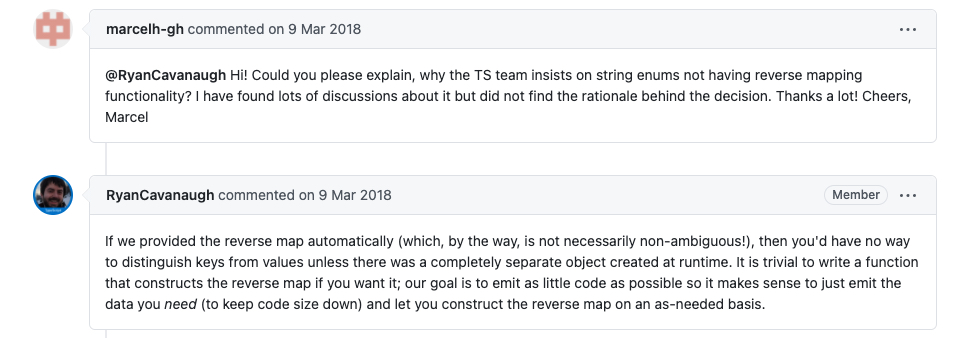 marcelh-gh commented on 9 Mar 2018
@RyanCavanaugh Hi! Could you please explain, why the TS team insists on string enums not having reverse mapping
functionality? I have found lots of discussions about it but did not find the rationale behind the decision. Thanks a lot! Cheers,
Marcel
RyanCavanaugh commented on 9 Mar 2018 Member
If we provided the reverse map automatically (which, by the way, is not necessarily non-ambiguous!), then you'd have no way
to distinguish keys from values unless there was a completely separate object created at runtime. It is trivial to write a function
that constructs the reverse map if you want it; our goal is to emit as little code as possible so it makes sense to just emit the
data you need (to keep code size down) and let you construct the reverse map on an as-needed basis.